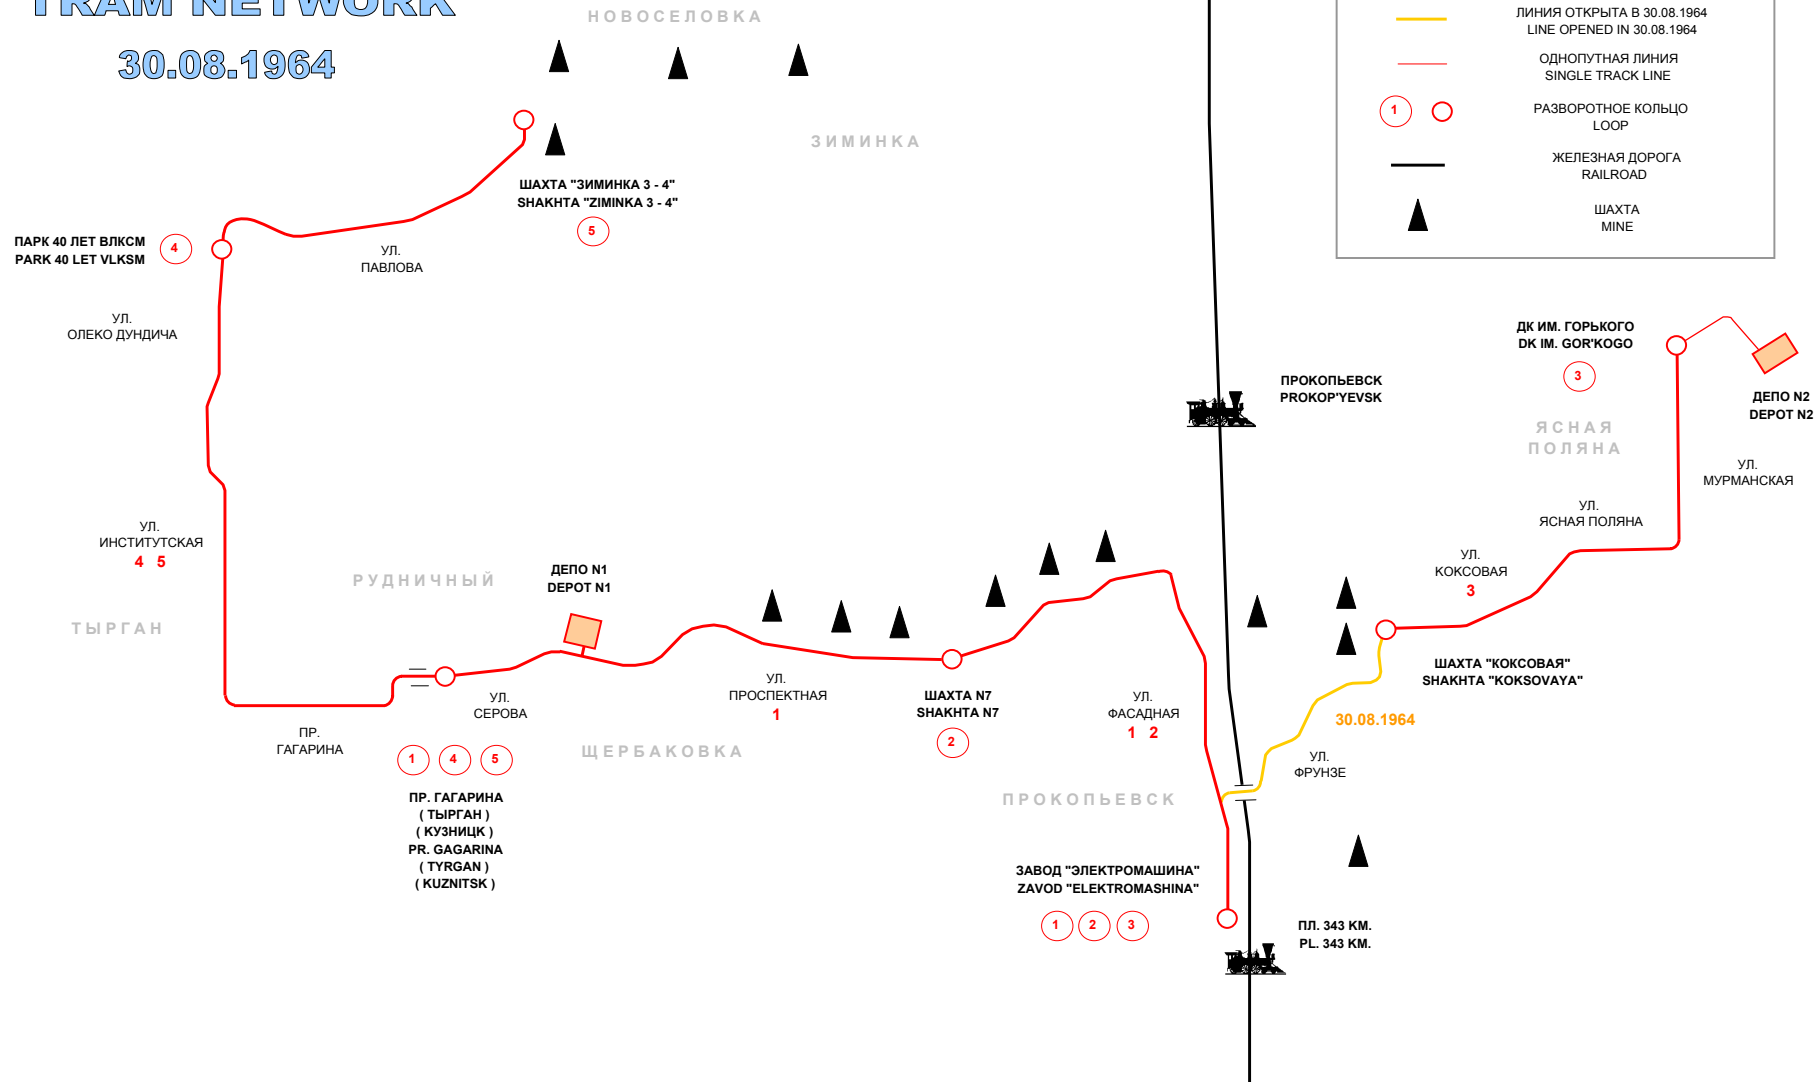 TRAM NETWORK
30.08.1964
НОВОСЕЛОВКА
ЗИМИНКА
ЛИНИЯ ОТКРЫТА В 30.08.1964
LINE OPENED IN 30.08.1964
ОДНОПУТНАЯ ЛИНИЯ
SINGLE TRACK LINE
1
РАЗВОРОТНОЕ КОЛЬЦО
LOOP
ЖЕЛЕЗНАЯ ДОРОГА
RAILROAD
ШАХТА
MINE
ШАХТА "ЗИМИНКА 3 - 4"
SHAKHTA "ZIMINKA 3 - 4"
5
ПАРК 40 ЛЕТ ВЛКСМ
PARK 40 LET VLKSM
4
УЛ.
ПАВЛОВА
УЛ.
ОЛЕКО ДУНДИЧА
УЛ.
ИНСТИТУТСКАЯ
4 5
ТЫРГАН
РУДНИЧНЫЙ
ДЕПО N1
DEPOT N1
ПР.
ГАГАРИНА
УЛ.
СЕРОВА
1 4 5
ПР. ГАГАРИНА
( ТЫРГАН )
( КУЗНИЦК )
PR. GAGARINA
( TYRGAN )
( KUZNITSK )
ЩЕРБАКОВКА
УЛ.
ПРОСПЕКТНАЯ
1
ШАХТА N7
SHAKHTA N7
2
УЛ.
ФАСАДНАЯ
1 2
ПРОКОПЬЕВСК
ЗАВОД "ЭЛЕКТРОМАШИНА"
ZAVOD "ELEKTROMASHINA"
1 2 3
ПЛ. 343 КМ.
PL. 343 KM.
ПРОКОПЬЕВСК
PROKOP'YEVSK
ДК ИМ. ГОРЬКОГО
DK IM. GOR'KOGO
3
ДЕПО N2
DEPOT N2
ЯСНАЯ
ПОЛЯНА
УЛ.
МУРМАНСКАЯ
УЛ.
ЯСНАЯ ПОЛЯНА
УЛ.
КОКСОВАЯ
3
ШАХТА "КОКСОВАЯ"
SHAKHTA "KOKSOVAYA"
30.08.1964
УЛ.
ФРУНЗЕ